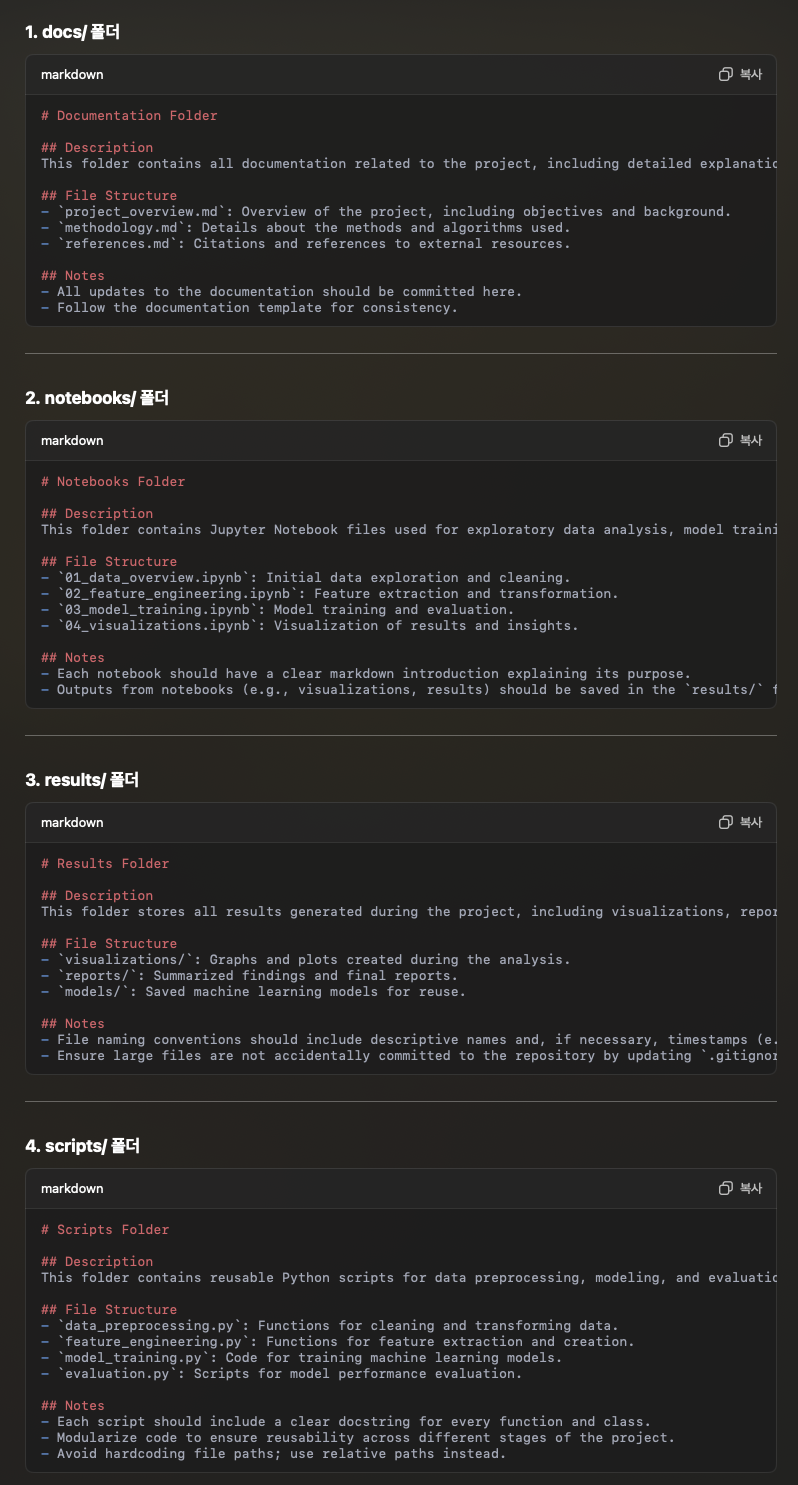 1. docs/ 폴더
markdown
복사
# Documentation Folder
## Description
This folder contains all documentation related to the project, including detailed explanatio
## File Structure
- `project_overview.md`: Overview of the project, including objectives and background.
- `methodology.md`: Details about the methods and algorithms used.
- `references.md`: Citations and references to external resources.
## Notes
- All updates to the documentation should be committed here.
- Follow the documentation template for consistency.
2. notebooks/ 폴더
markdown
복사
# Notebooks Folder
## Description
This folder contains Jupyter Notebook files used for exploratory data analysis, model traini
## File Structure
- `01_data_overview.ipynb`: Initial data exploration and cleaning.
- `02_feature_engineering.ipynb`: Feature extraction and transformation.
- `03_model_training.ipynb`: Model training and evaluation.
- `04_visualizations.ipynb`: Visualization of results and insights.
## Notes
- Each notebook should have a clear markdown introduction explaining its purpose.
- Outputs from notebooks (e.g., visualizations, results) should be saved in the `results/` f
3. results/ 폴더
markdown
복사
# Results Folder
## Description
This folder stores all results generated during the project, including visualizations, repor
## File Structure
- `visualizations/`: Graphs and plots created during the analysis.
- `reports/`: Summarized findings and final reports.
- `models/`: Saved machine learning models for reuse.
## Notes
- File naming conventions should include descriptive names and, if necessary, timestamps (e.
- Ensure large files are not accidentally committed to the repository by updating `.gitignor
4. scripts/ 폴더
markdown
복사
# Scripts Folder
## Description
This folder contains reusable Python scripts for data preprocessing, modeling, and evaluatio
## File Structure
- `data_preprocessing.py`: Functions for cleaning and transforming data.
- `feature_engineering.py`: Functions for feature extraction and creation.
- `model_training.py`: Code for training machine learning models.
- `evaluation.py`: Scripts for model performance evaluation.
## Notes
- Each script should include a clear docstring for every function and class.
- Modularize code to ensure reusability across different stages of the project.
- Avoid hardcoding file paths; use relative paths instead.